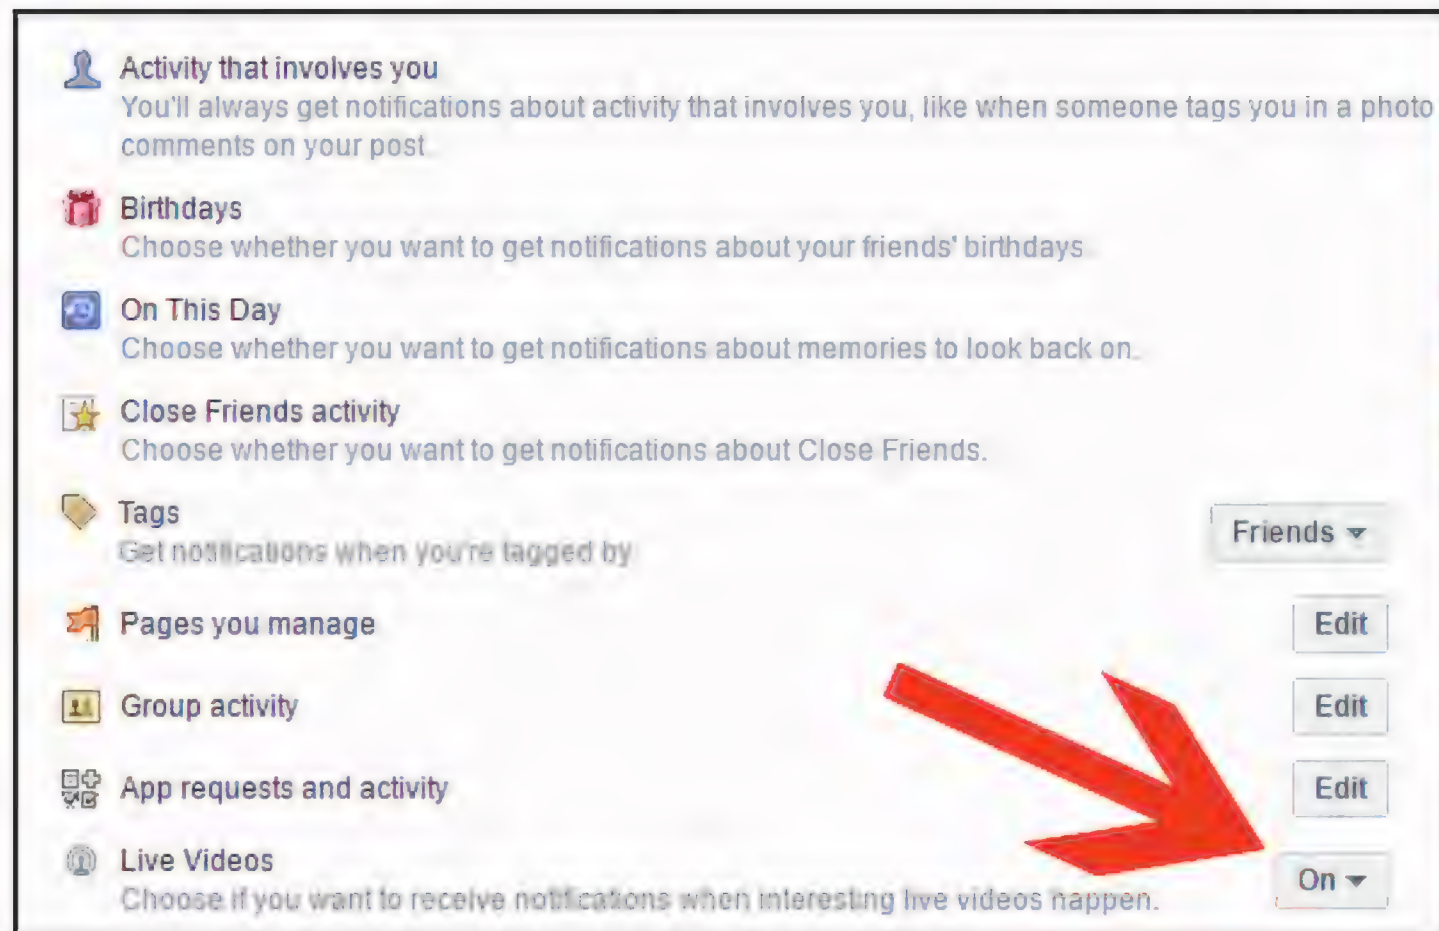 Activity that involves you
You'll always get notifications about activity that involves you, like when someone tags you in a photo
comments on your post.
Birthdays
Choose whether you want to get notifications about your friends' birthdays.
On This Day
Choose whether you want to get notifications about memories to look back on.
Close Friends activity
Choose whether you want to get notifications about Close Friends.
Tags
Friends
Get notifications when you're tagged by
Pages you manage
Edit
Group activity
Edit
App requests and activity
Edit
Live Videos
On
Choose if you want to receive notifications when interesting live videos happen.